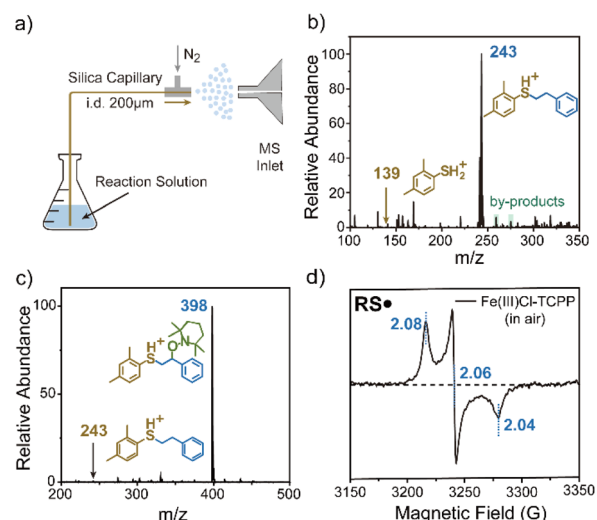 a)
N2
Silica Capillary
i.d. 200μm
MS
Inlet
Reaction Solution
b)
Relative Abundance
100
80
60
40
20
0
243
H+
S
139
SH2+
by-products
100 150 200 250 300 350
m/z
c)
Relative Abundance
100
50
0
398
H+
S
O
N
243
H+
S
200 300 400 500
m/z
d)
RS•
Fe(III)Cl-TCPP
(in air)
2.08
2.06
2.04
3150 3200 3250 3300 3350
Magnetic Field (G)